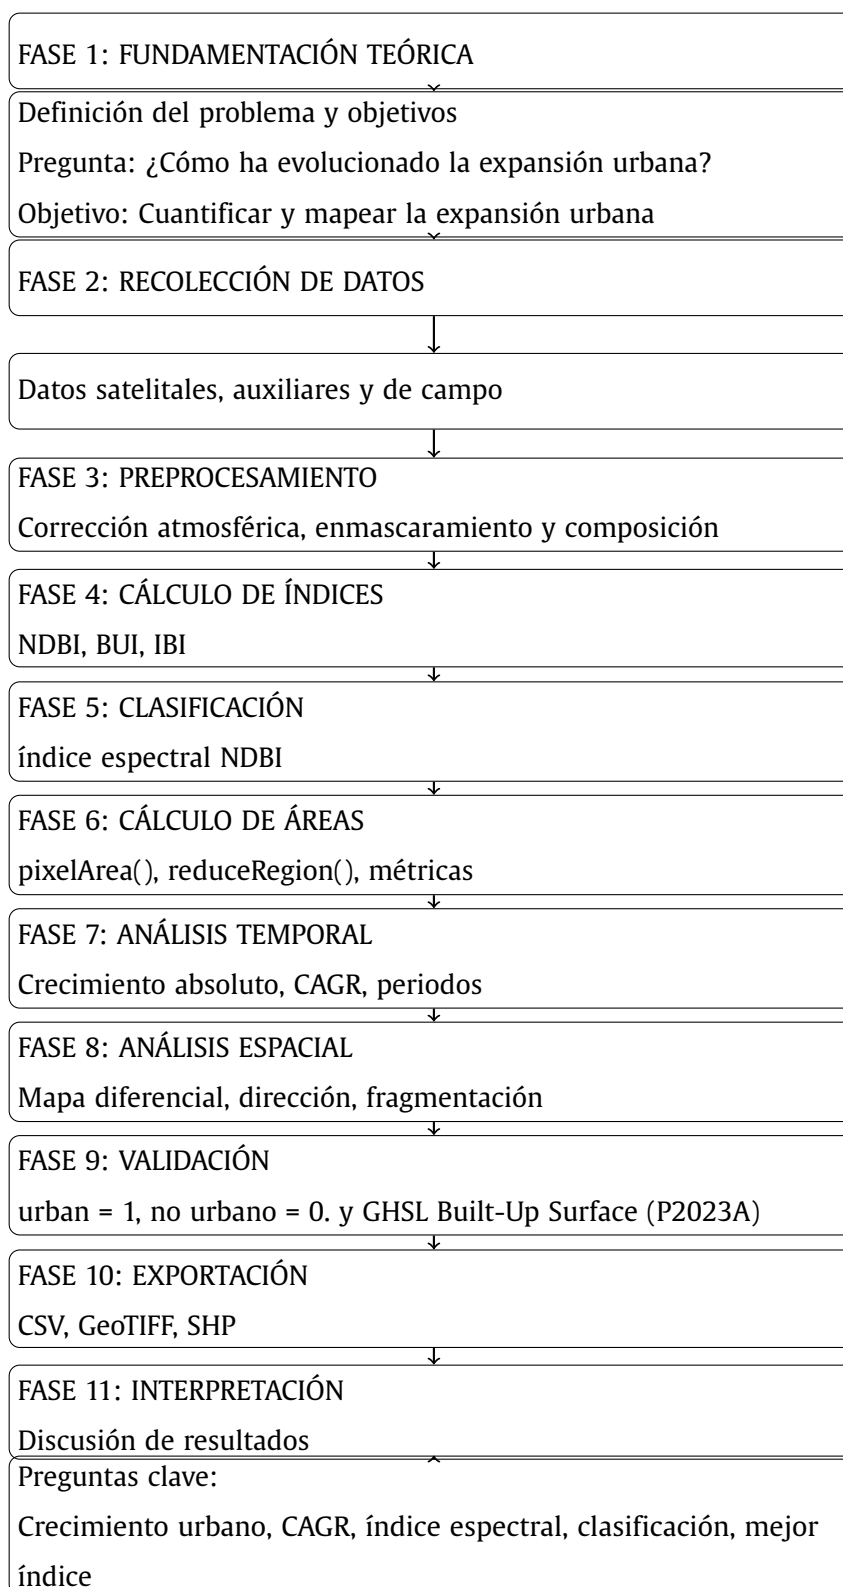 FASE 1: FUNDAMENTACIÓN TEÓRICA
Definición del problema y objetivos
Pregunta: ¿Cómo ha evolucionado la expansión urbana?
Objetivo: Cuantificar y mapear la expansión urbana
FASE 2: RECOLECCIÓN DE DATOS
Datos satelitales, auxiliares y de campo
FASE 3: PREPROCESAMIENTO
Corrección atmosférica, enmascaramiento y composición
FASE 4: CÁLCULO DE ÍNDICES
NDBI, BUI, IBI
FASE 5: CLASIFICACIÓN
índice espectral NDBI
FASE 6: CÁLCULO DE ÁREAS
pixelArea(), reduceRegion(), métricas
FASE 7: ANÁLISIS TEMPORAL
Crecimiento absoluto, CAGR, periodos
FASE 8: ANÁLISIS ESPACIAL
Mapa diferencial, dirección, fragmentación
FASE 9: VALIDACIÓN
urban = 1, no urbano = 0. y GHSL Built-Up Surface (P2023A)
FASE 10: EXPORTACIÓN
CSV, GeoTIFF, SHP
FASE 11: INTERPRETACIÓN
Discusión de resultados
Preguntas clave:
Crecimiento urbano, CAGR, índice espectral, clasificación, mejor
índice